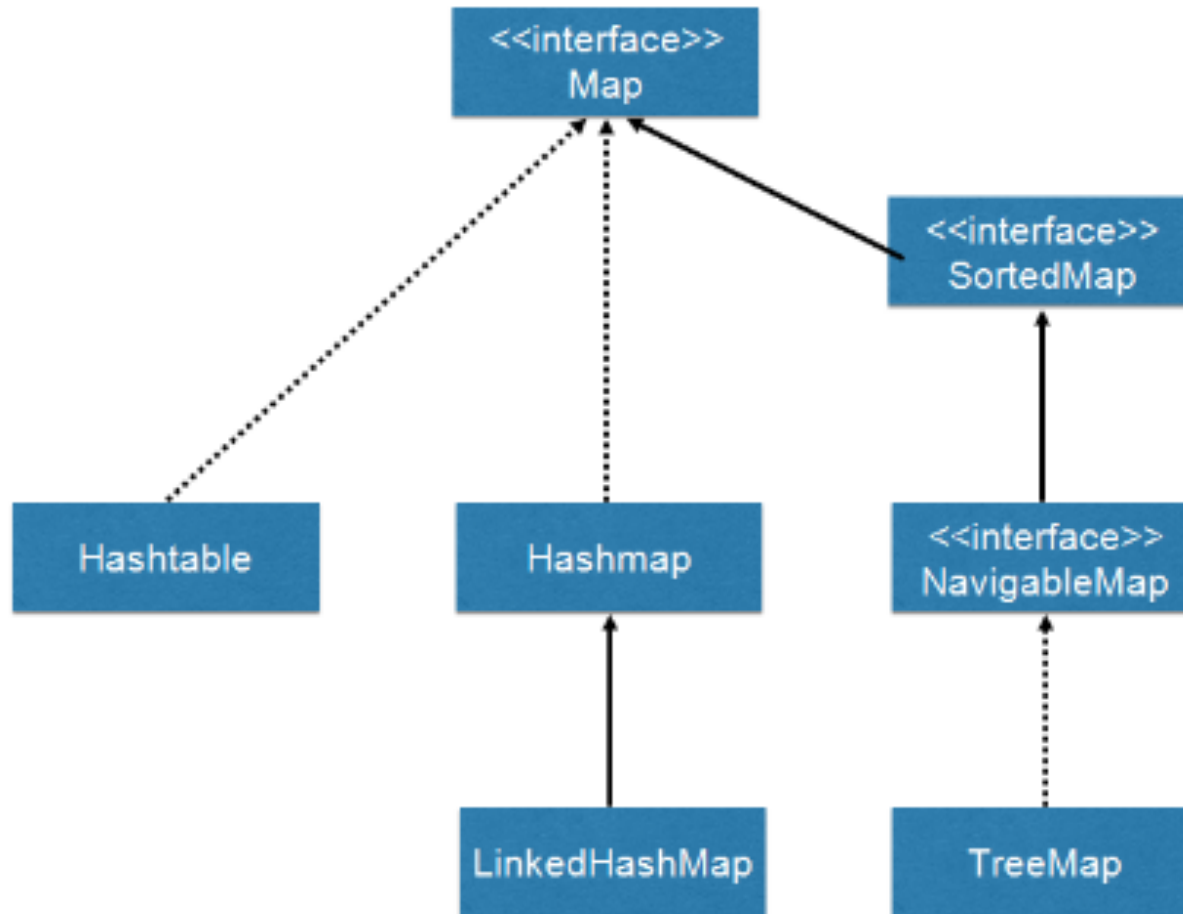 <<interface>>
Map
<<interface>>
SortedMap
Hashtable
Hashmap
<<interface>>
NavigableMap
LinkedHashMap
TreeMap